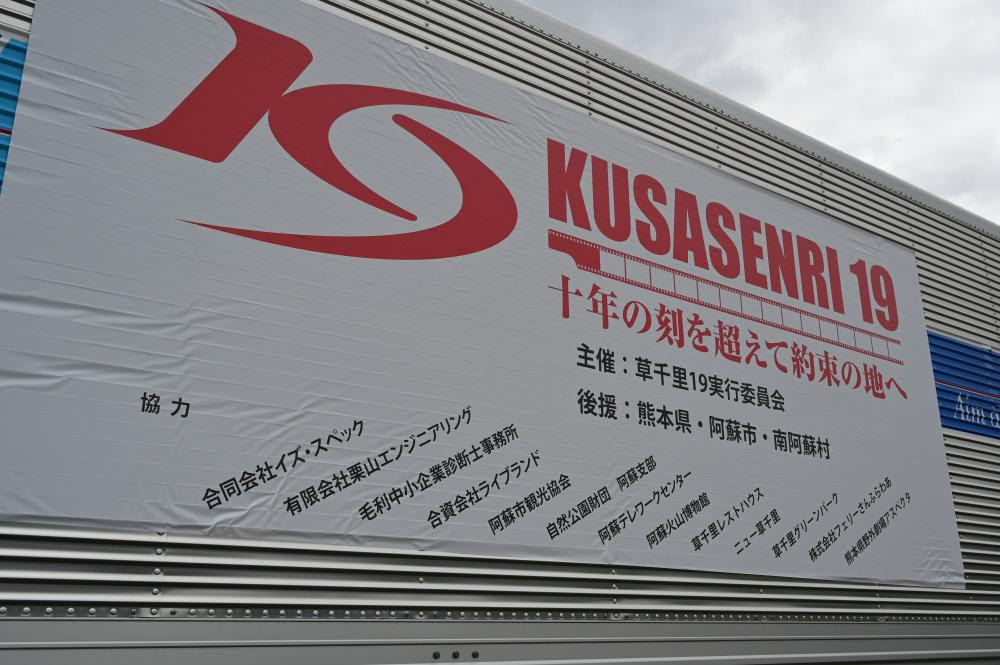 KUSASENRI 19
十年の刻を超えて約束の地へ
主催：草千里19実行委員会
後援：熊本県・阿蘇市・南阿蘇村
協力
合同会社イズ・スペック
有限会社栗山エンジニアリング
毛利中小企業診断士事務所
合資会社ライブランド
阿蘇市観光協会
自然公園財団 阿蘇支部
阿蘇テレワークセンター
阿蘇火山博物館
草千里レストハウス
ニュー草千里
草千里グリーンパーク
株式会社フェリーさんふらわあ
熊本県野外劇場アスペクタ
Aim